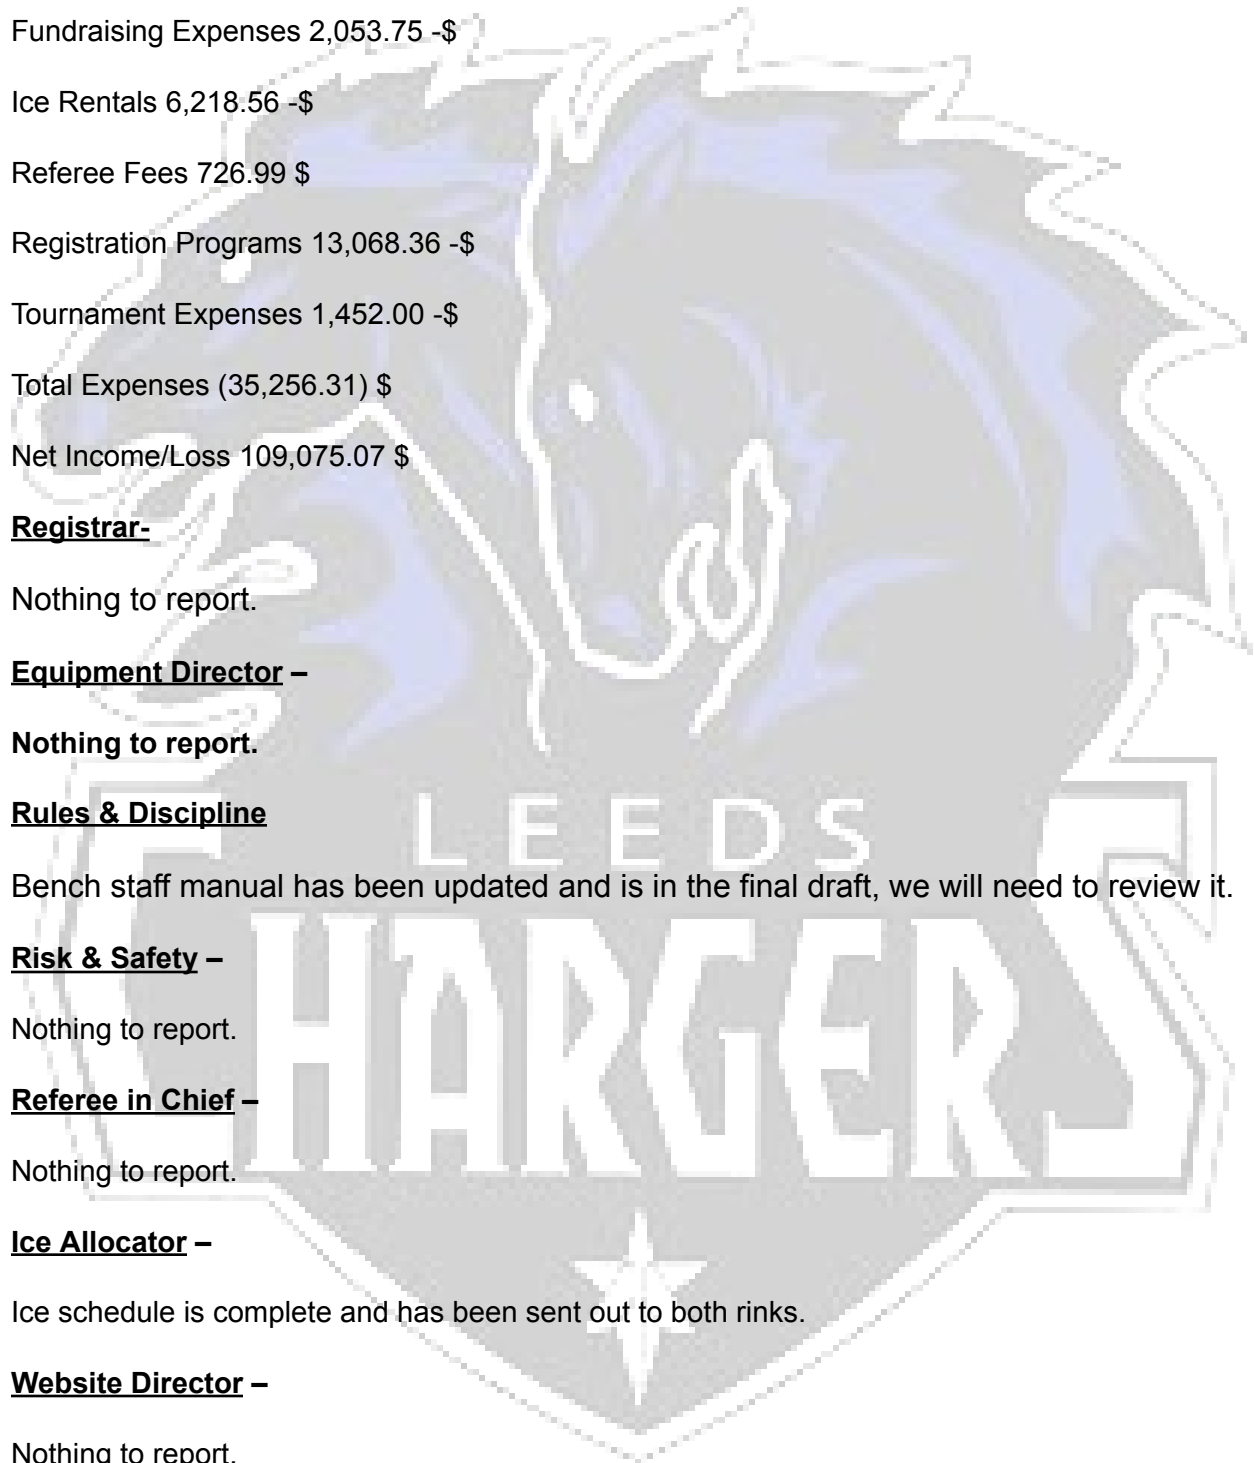 Fundraising Expenses 2,053.75 -$
Ice Rentals 6,218.56 -$
Referee Fees 726.99 $
Registration Programs 13,068.36 -$
Tournament Expenses 1,452.00 -$
Total Expenses (35,256.31) $
Net Income/Loss 109,075.07 $
Registrar-
Nothing to report.
Equipment Director –
Nothing to report.
Rules & Discipline
LEEDS
Bench staff manual has been updated and is in the final draft, we will need to review it.
CHARGERS
Risk & Safety –
Nothing to report.
Referee in Chief –
Nothing to report.
Ice Allocator –
Ice schedule is complete and has been sent out to both rinks.
Website Director –
Nothing to report.